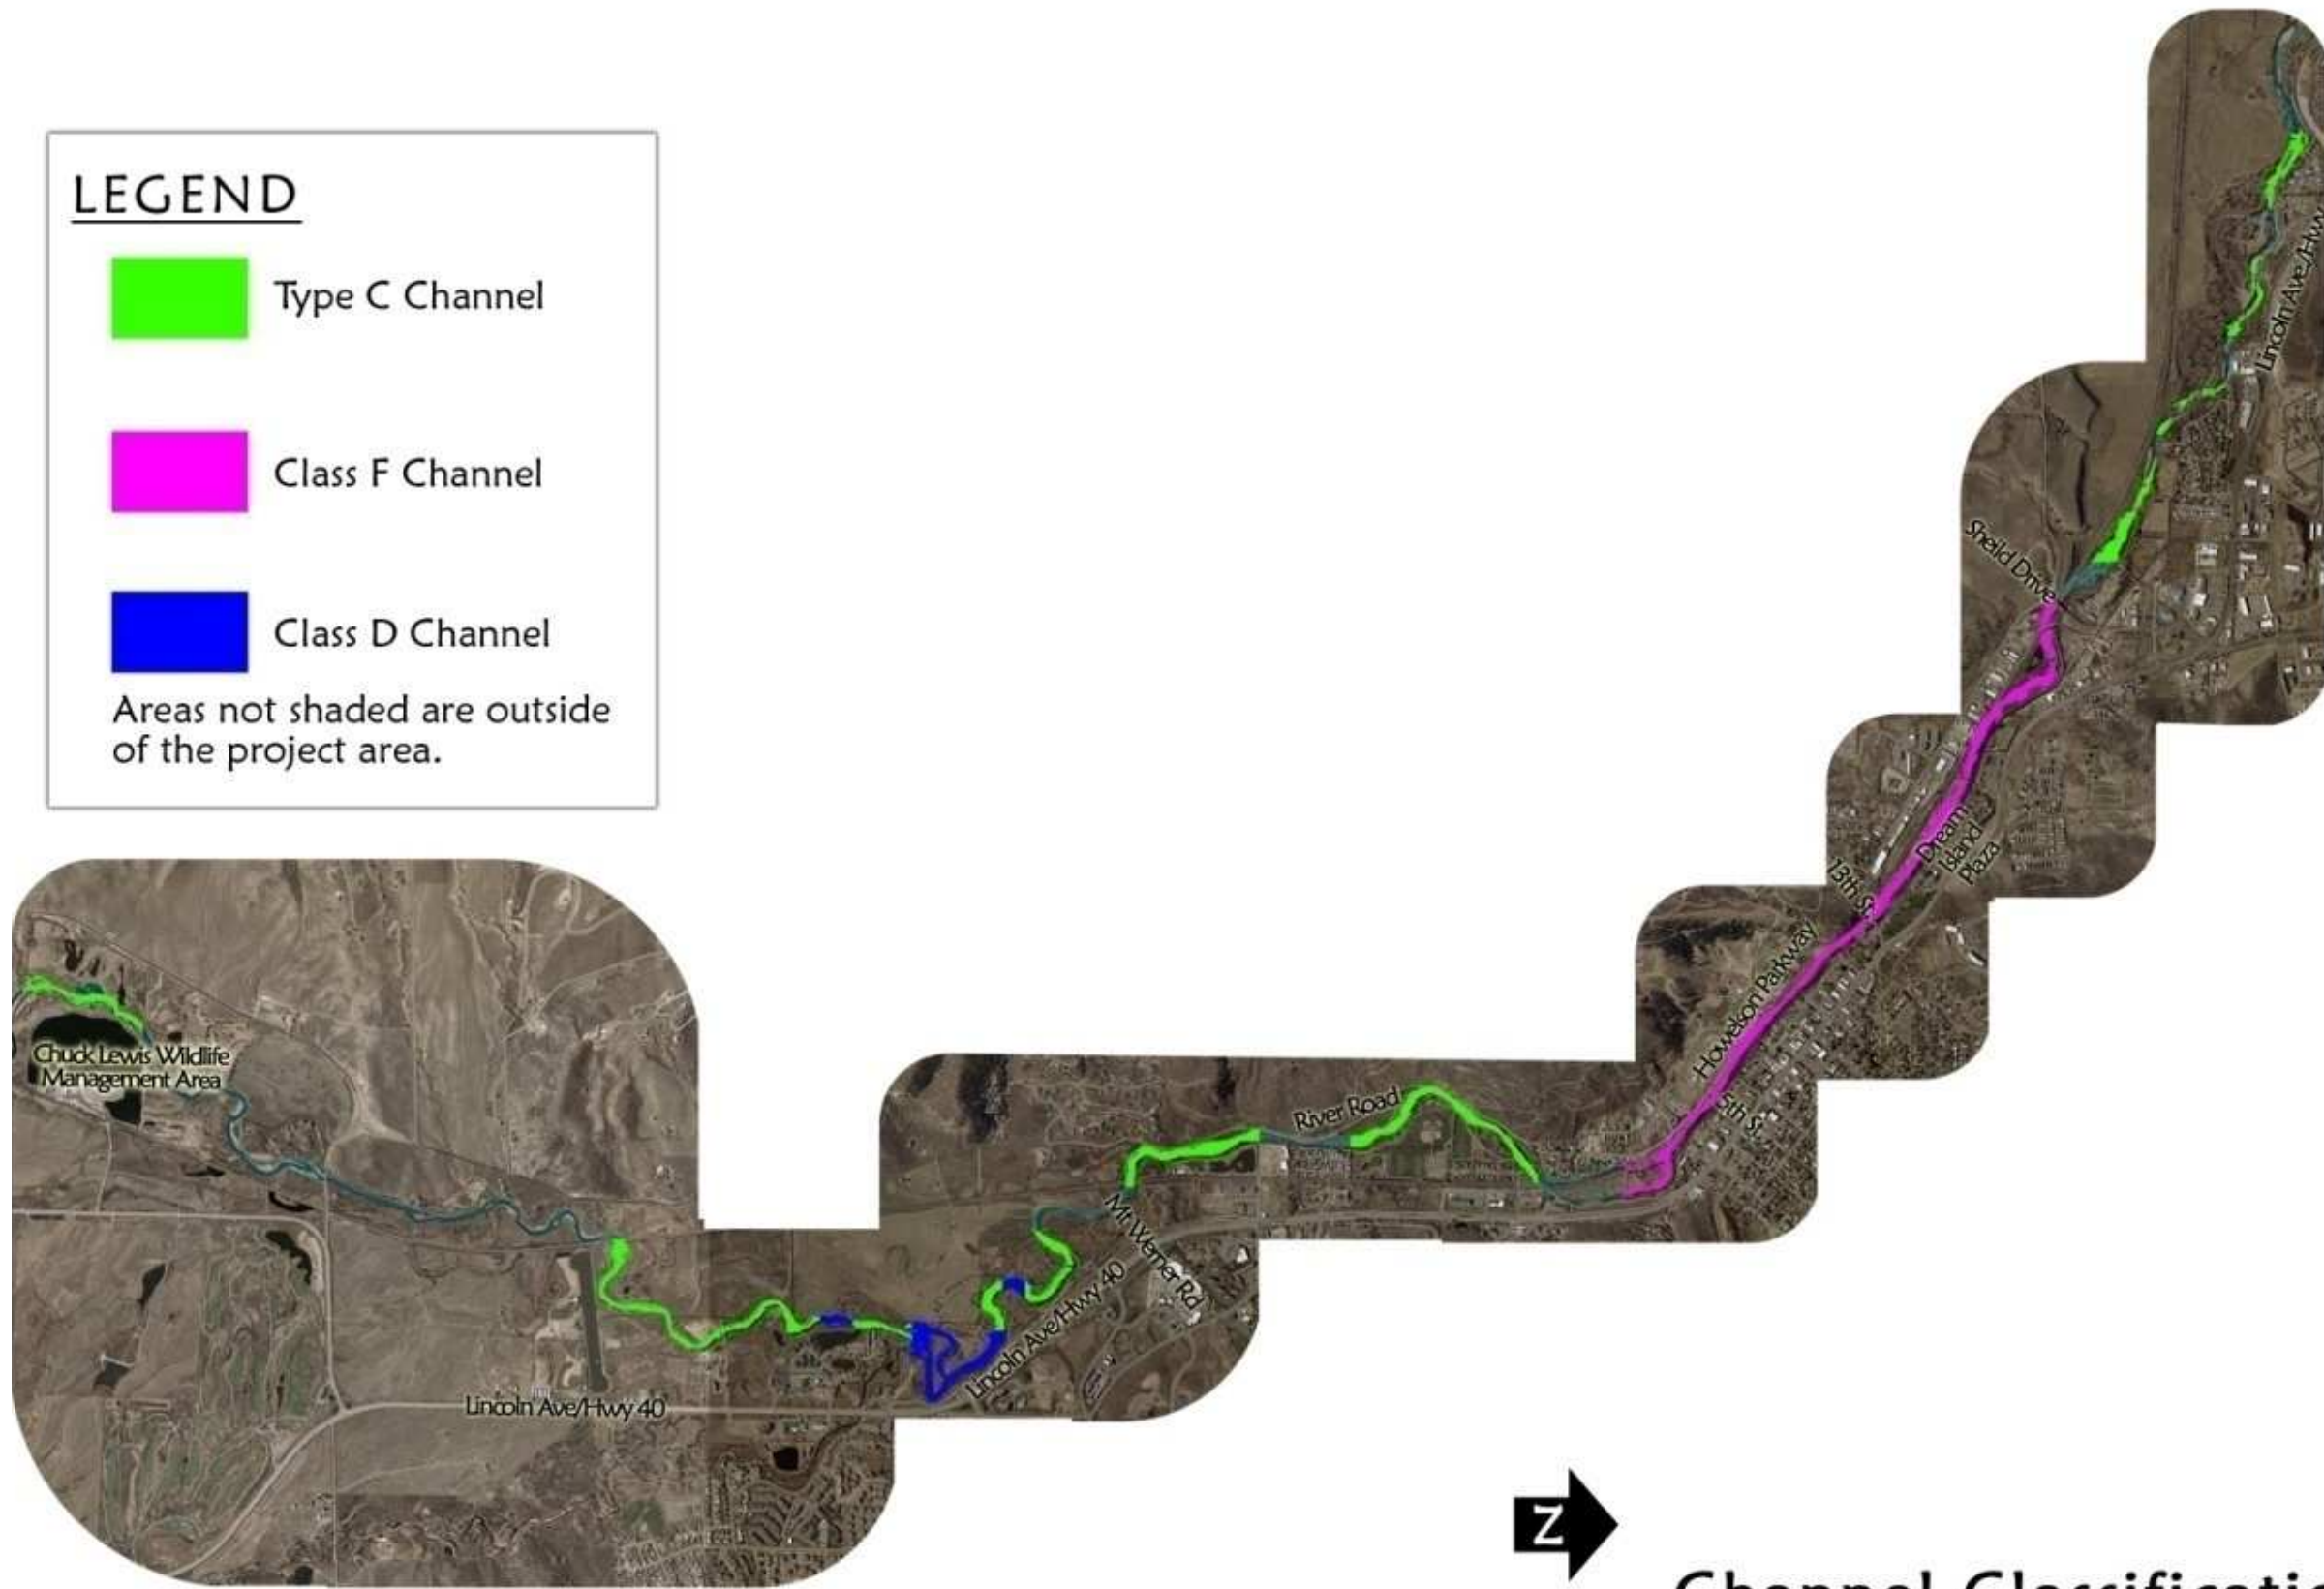 LEGEND
Type C Channel
Class F Channel
Class D Channel
Areas not shaded are outside
of the project area.
Lincoln Ave/Hw
Sheild Drive
Dream
Island
Plaza
13th St.
Howelson Parkway
5th St.
River Road
Chuck Lewis Wildlife
Management Area
Mt Werner Rd
Lincoln Ave/Hwy 40
Lincoln Ave/Hwy 40
Z